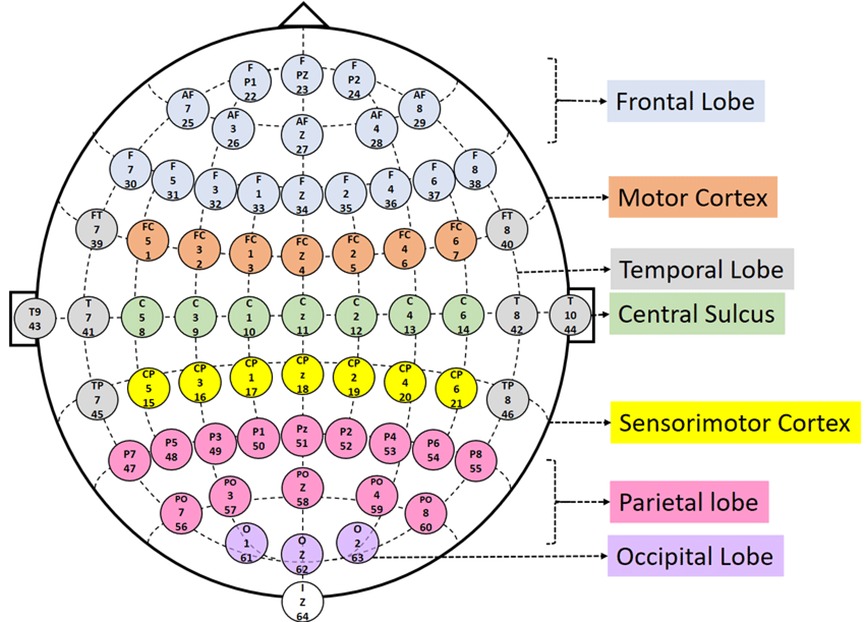 F
P1
22
F
PZ
23
F
P2
24
AF
7
25
AF
3
26
AF
Z
27
AF
4
28
AF
8
29
Frontal Lobe
F
7
30
F
5
31
F
3
32
F
1
33
F
Z
34
F
2
35
F
4
36
F
6
37
F
8
38
Motor Cortex
FT
7
39
FC
5
1
FC
3
2
FC
1
3
FC
Z
4
FC
2
5
FC
4
6
FC
6
7
FT
8
40
Temporal Lobe
T9
43
T
7
41
C
5
8
C
3
9
C
1
10
C
z
11
C
2
12
C
4
13
C
6
14
T
8
42
T
10
44
Central Sulcus
TP
7
45
CP
5
15
CP
3
16
CP
1
17
CP
z
18
CP
2
19
CP
4
20
CP
6
21
TP
8
46
Sensorimotor Cortex
P7
47
P5
48
P3
49
P1
50
Pz
51
P2
52
P4
53
P6
54
P8
55
PO
7
56
PO
3
57
PO
Z
58
PO
4
59
PO
8
60
Parietal lobe
O
1
61
O
Z
62
O
2
63
Occipital Lobe
I
Z
64